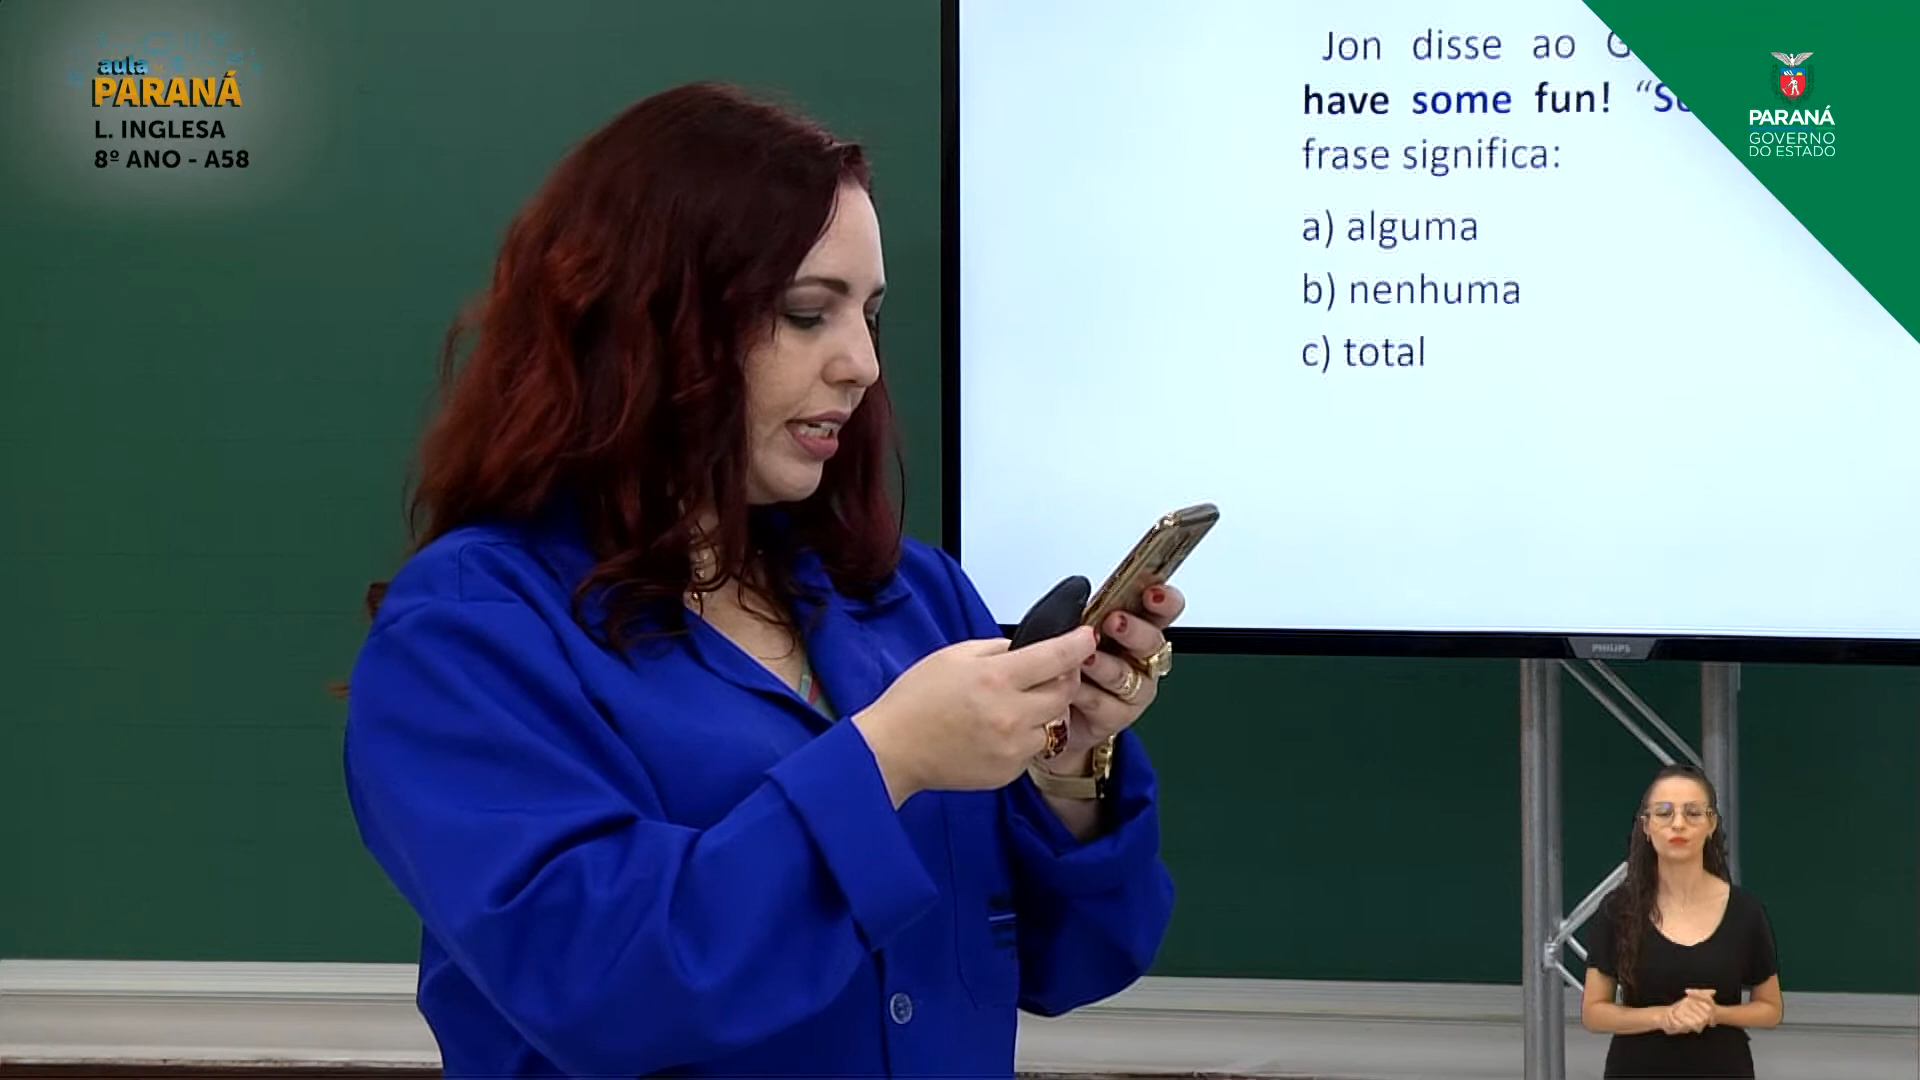 aula
PARANÁ
L. INGLESA
8º ANO - A58
Jon disse ao
have some fun! “So
frase significa:
a) alguma
b) nenhuma
c) total
PARANÁ
GOVERNO
DO ESTADO
PHILIPS